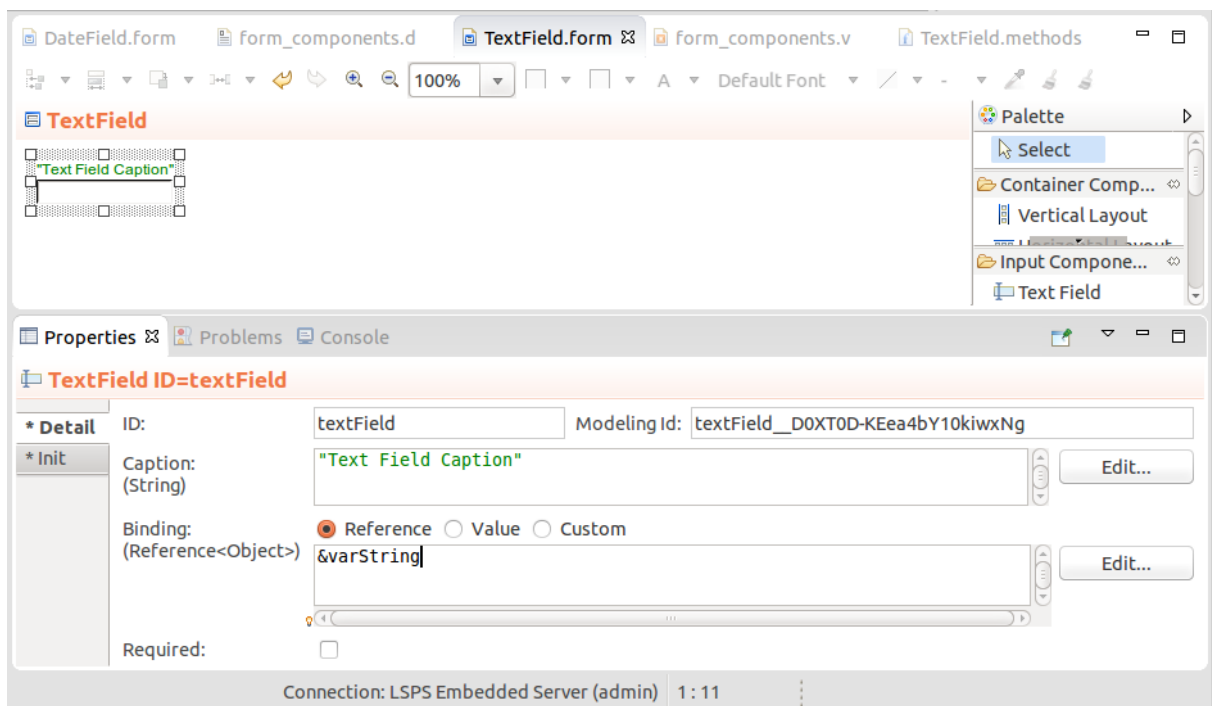 DateField.form form_components.d TextField.form form_components.v TextField.methods
100% A Default Font -
TextField
Palette
Select
"Text Field Caption"
Container Comp...
Vertical Layout
Horizontal Layout
Input Compone...
Text Field
Properties Problems Console
TextField ID=textField
* Detail ID: textField Modeling Id: textField__D0XT0D-KEea4bY10kiwxNg
* Init Caption: "Text Field Caption" Edit...
(String)
Binding: Reference Value Custom
(Reference<Object>) &varString Edit...
Required:
Connection: LSPS Embedded Server (admin) 1 : 11